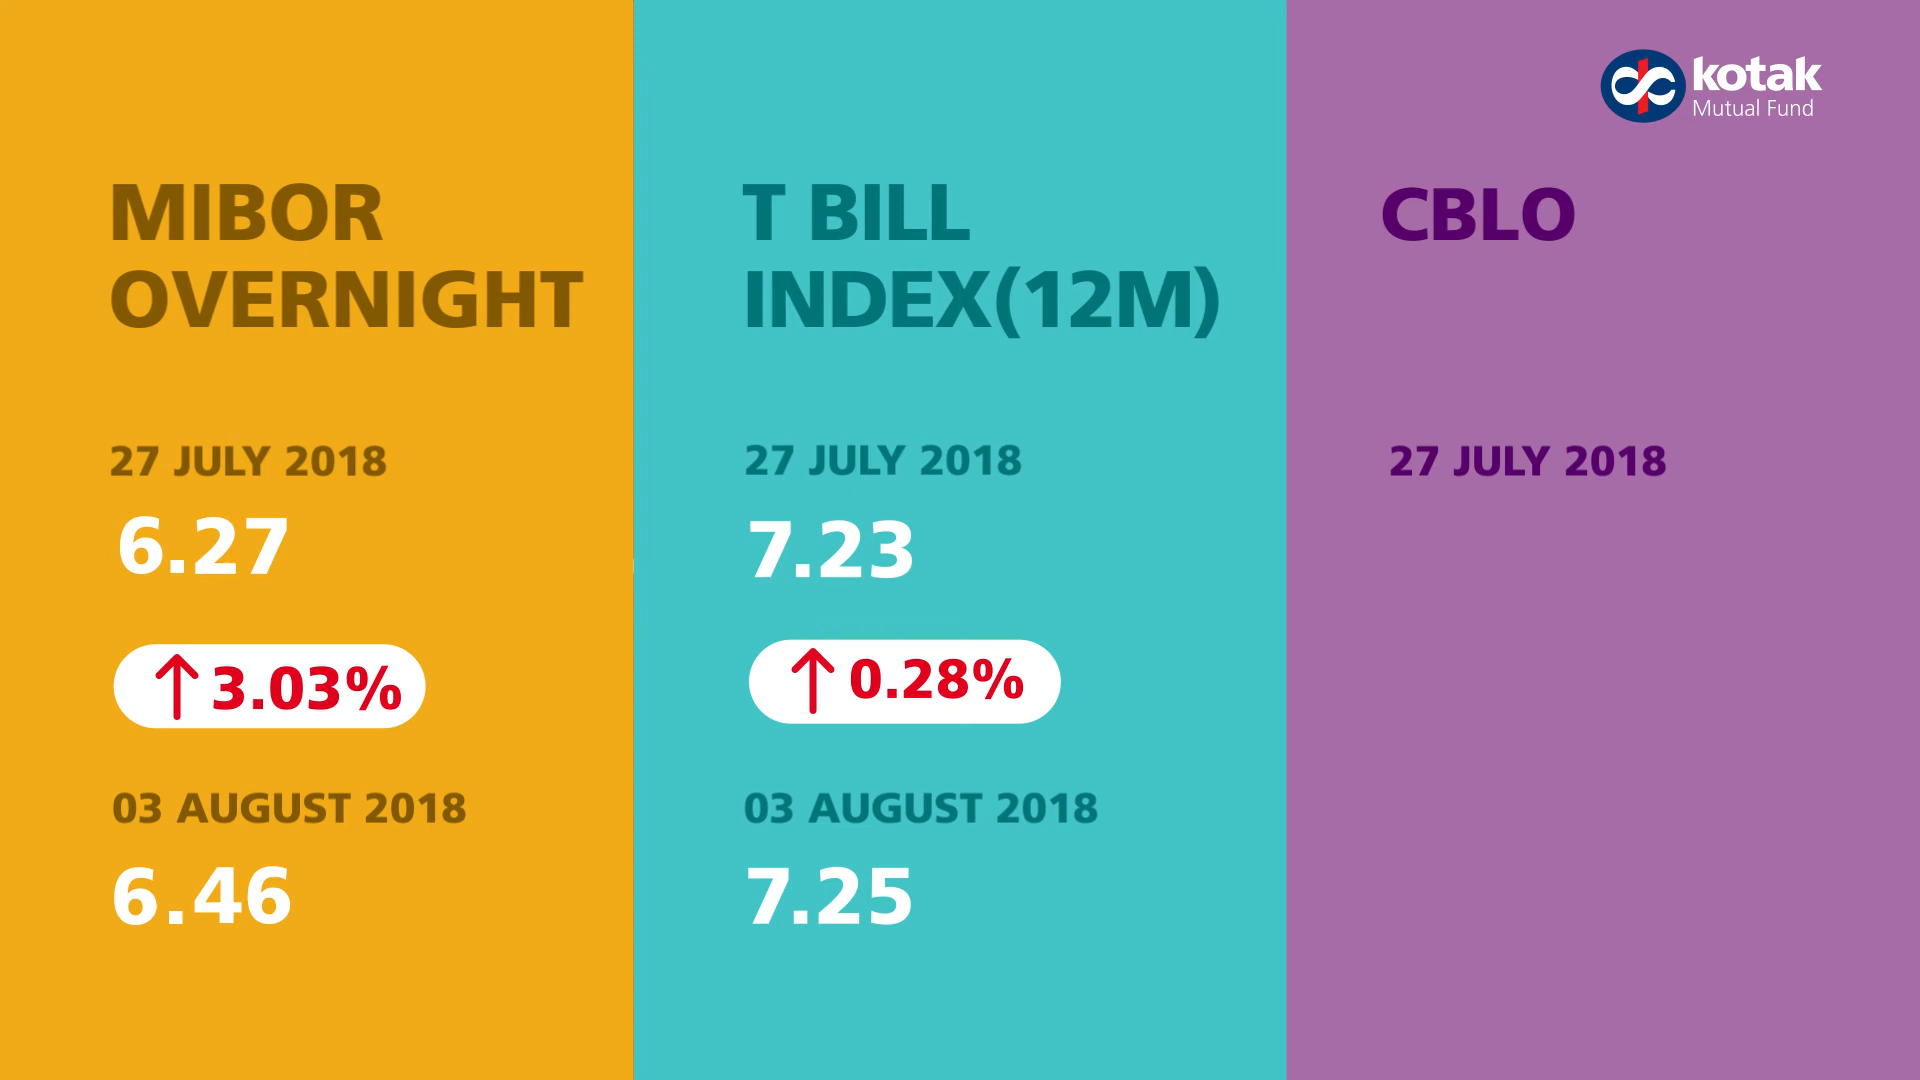 kotak
Mutual Fund
MIBOR
OVERNIGHT
27 JULY 2018
6.27
↑ 3.03%
03 AUGUST 2018
6.46
T BILL
INDEX(12M)
27 JULY 2018
7.23
↑ 0.28%
03 AUGUST 2018
7.25
CBLO
27 JULY 2018